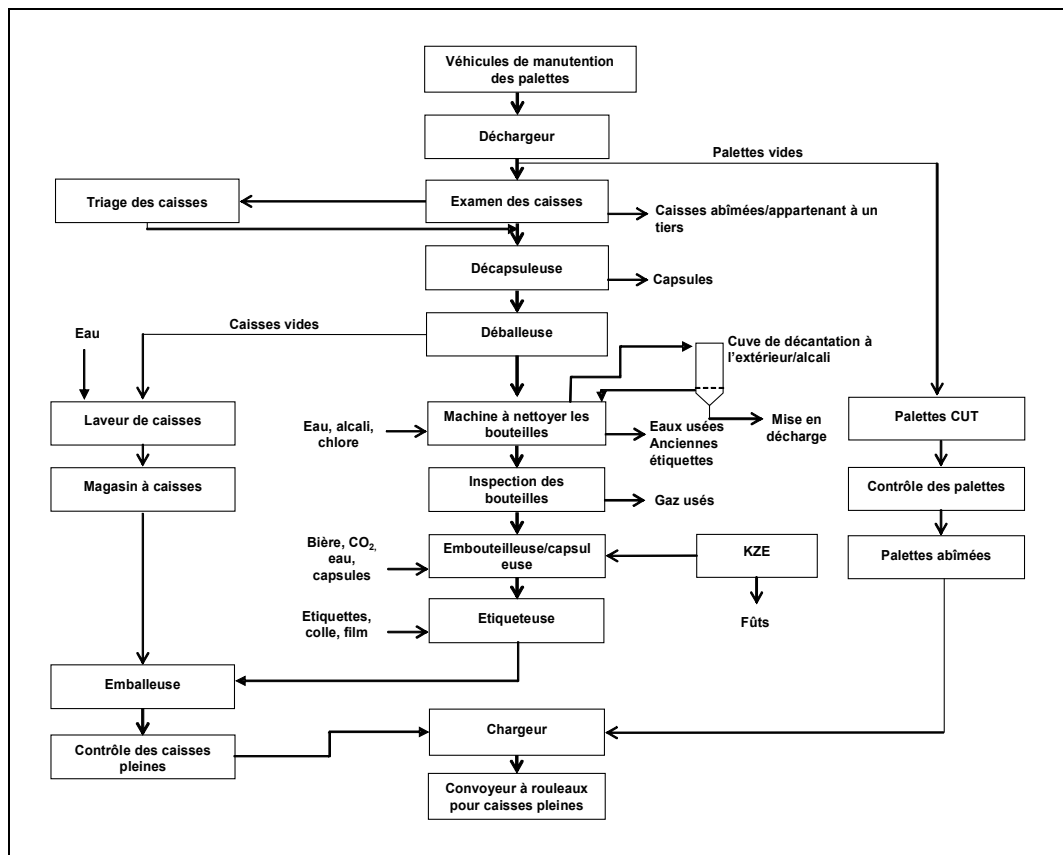 Véhicules de manutention
des palettes
Déchargeur
Palettes vides
Triage des caisses
Examen des caisses
Caisses abîmées/appartenant à un
tiers
Décapsuleuse
Capsules
Caisses vides
Eau
Déballeuse
Cuve de décantation à
l'extérieur/alcali
Laveur de caisses
Eau, alcali,
chlore
Machine à nettoyer les
bouteilles
Eaux usées
Anciennes
étiquettes
Mise en
décharge
Palettes CUT
Magasin à caisses
Inspection des
bouteilles
Gaz usés
Contrôle des palettes
Bière, CO2,
eau,
capsules
Embouteilleuse/capsul
euse
KZE
Palettes abîmées
Etiquettes,
colle, film
Etiqueteuse
Fûts
Emballeuse
Contrôle des caisses
pleines
Chargeur
Convoyeur à rouleaux
pour caisses pleines